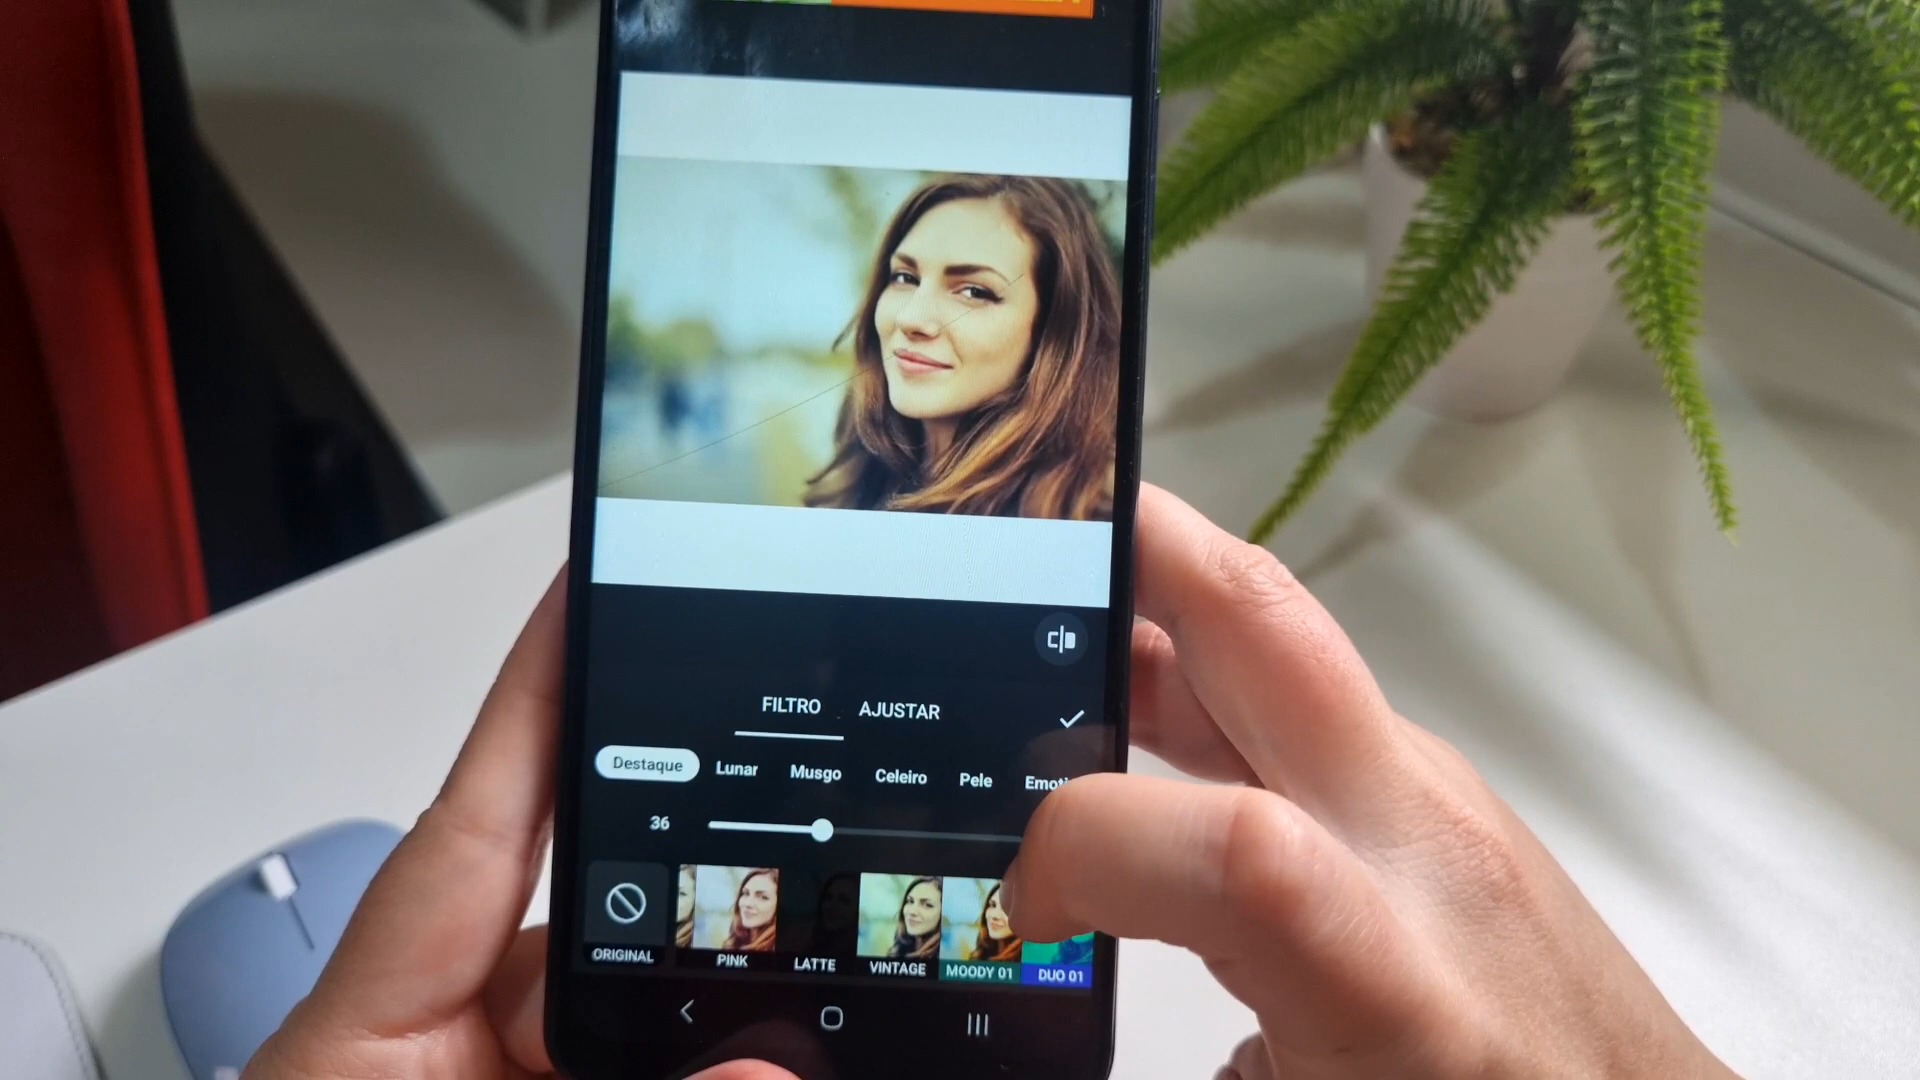 FILTRO AJUSTAR
Destaque Lunar Musgo Celeiro Pele
36
ORIGINAL PINK LATTE VINTAGE MOODY 01 DUO 01